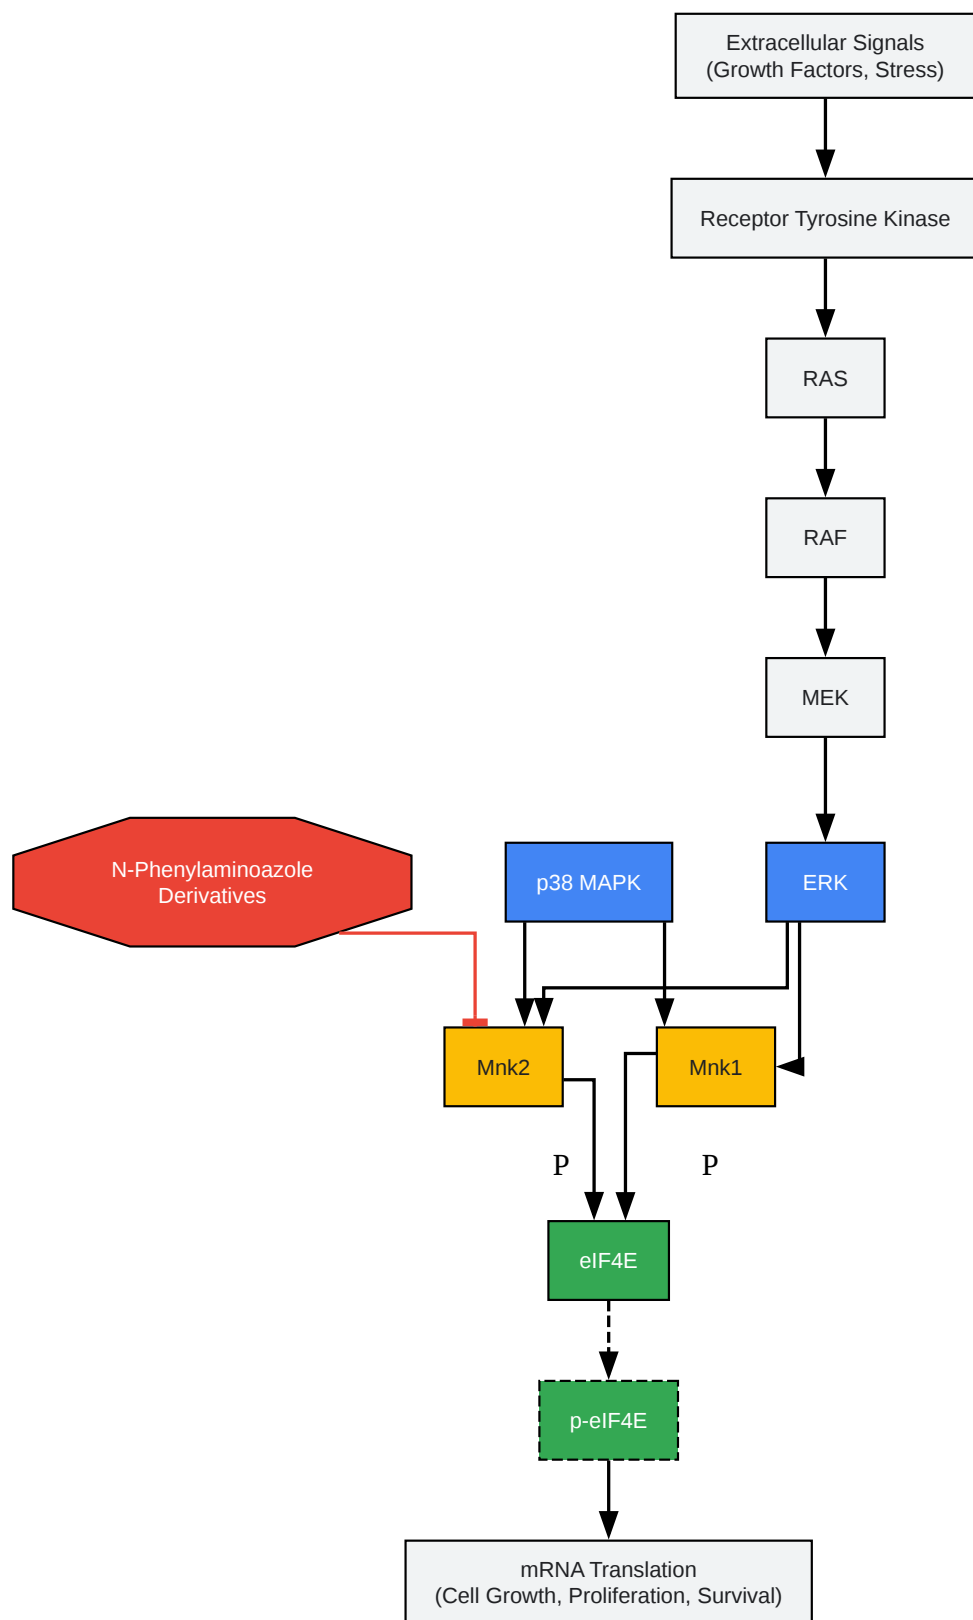 Extracellular Signals
(Growth Factors, Stress)
Receptor Tyrosine Kinase
RAS
RAF
MEK
N-Phenylaminoazole
Derivatives
p38 MAPK
ERK
Mnk2
Mnk1
P
P
eIF4E
p-eIF4E
mRNA Translation
(Cell Growth, Proliferation, Survival)